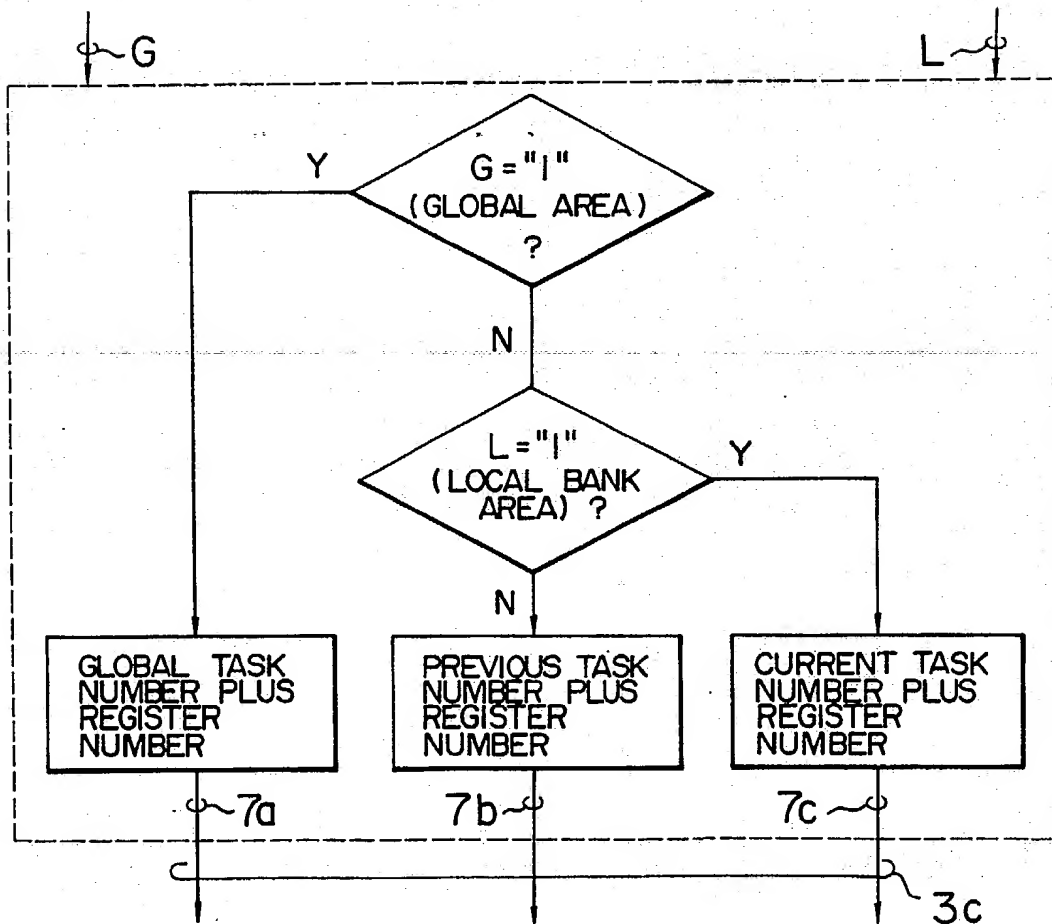 G
L
Y
G = "1"
(GLOBAL AREA)
?
N
L = "1"
(LOCAL BANK
AREA) ?
Y
N
GLOBAL TASK
NUMBER PLUS
REGISTER
NUMBER
PREVIOUS TASK
NUMBER PLUS
REGISTER
NUMBER
CURRENT TASK
NUMBER PLUS
REGISTER
NUMBER
7a
7b
7c
3c